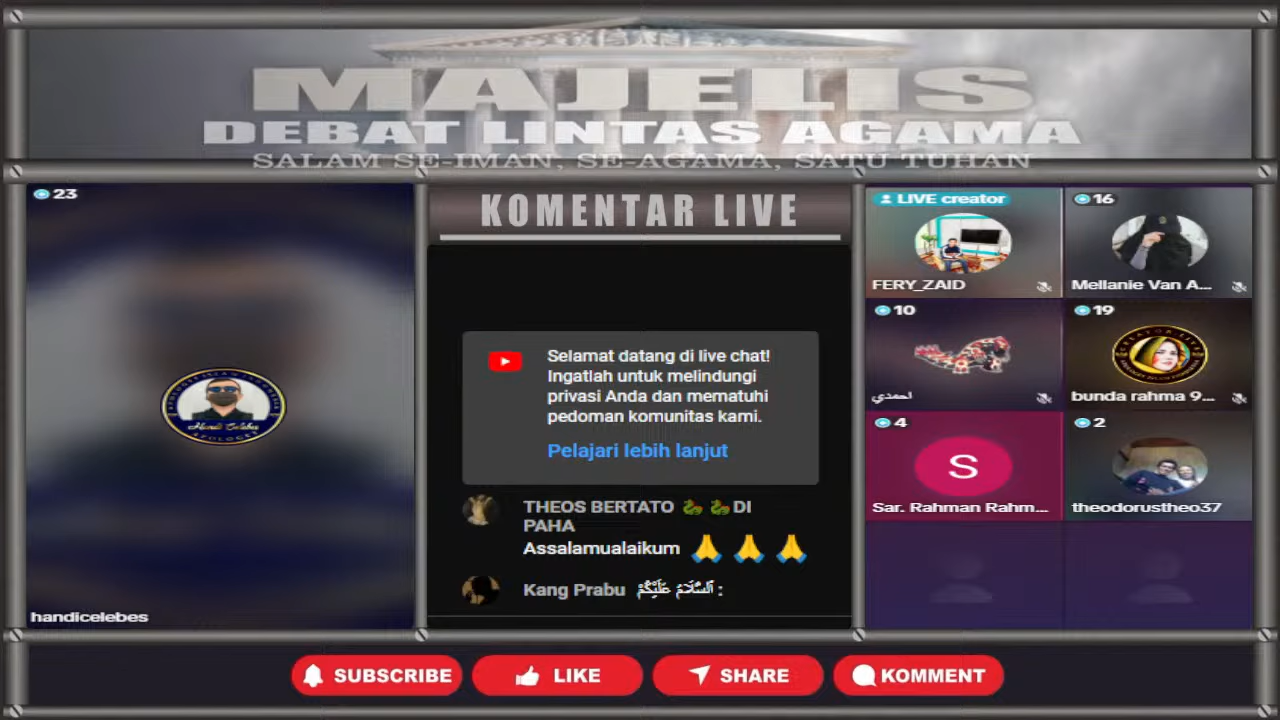 MAJELIS
DEBAT LINTAS AGAMA
SALAM SE-IMAN, SE-AGAMA, SATU TUHAN
23
handicelebes
Handi Celebes
APOLOGET
KOMENTAR LIVE
Selamat datang di live chat!
Ingatlah untuk melindungi
privasi Anda dan mematuhi
pedoman komunitas kami.
Pelajari lebih lanjut
THEOS BERTATO 🐉 🐉 DI
PAHA
Assalamualaikum 🙏 🙏 🙏
Kang Prabu اَلسَّلَامُ عَلَيْكُمْ :
LIVE creator
FERY_ZAID
16
Mellanie Van A...
10
احمدي
19
bunda rahma 9...
4
S
Sar. Rahman Rahm...
2
theodorustheo37
SUBSCRIBE
LIKE
SHARE
KOMMENT